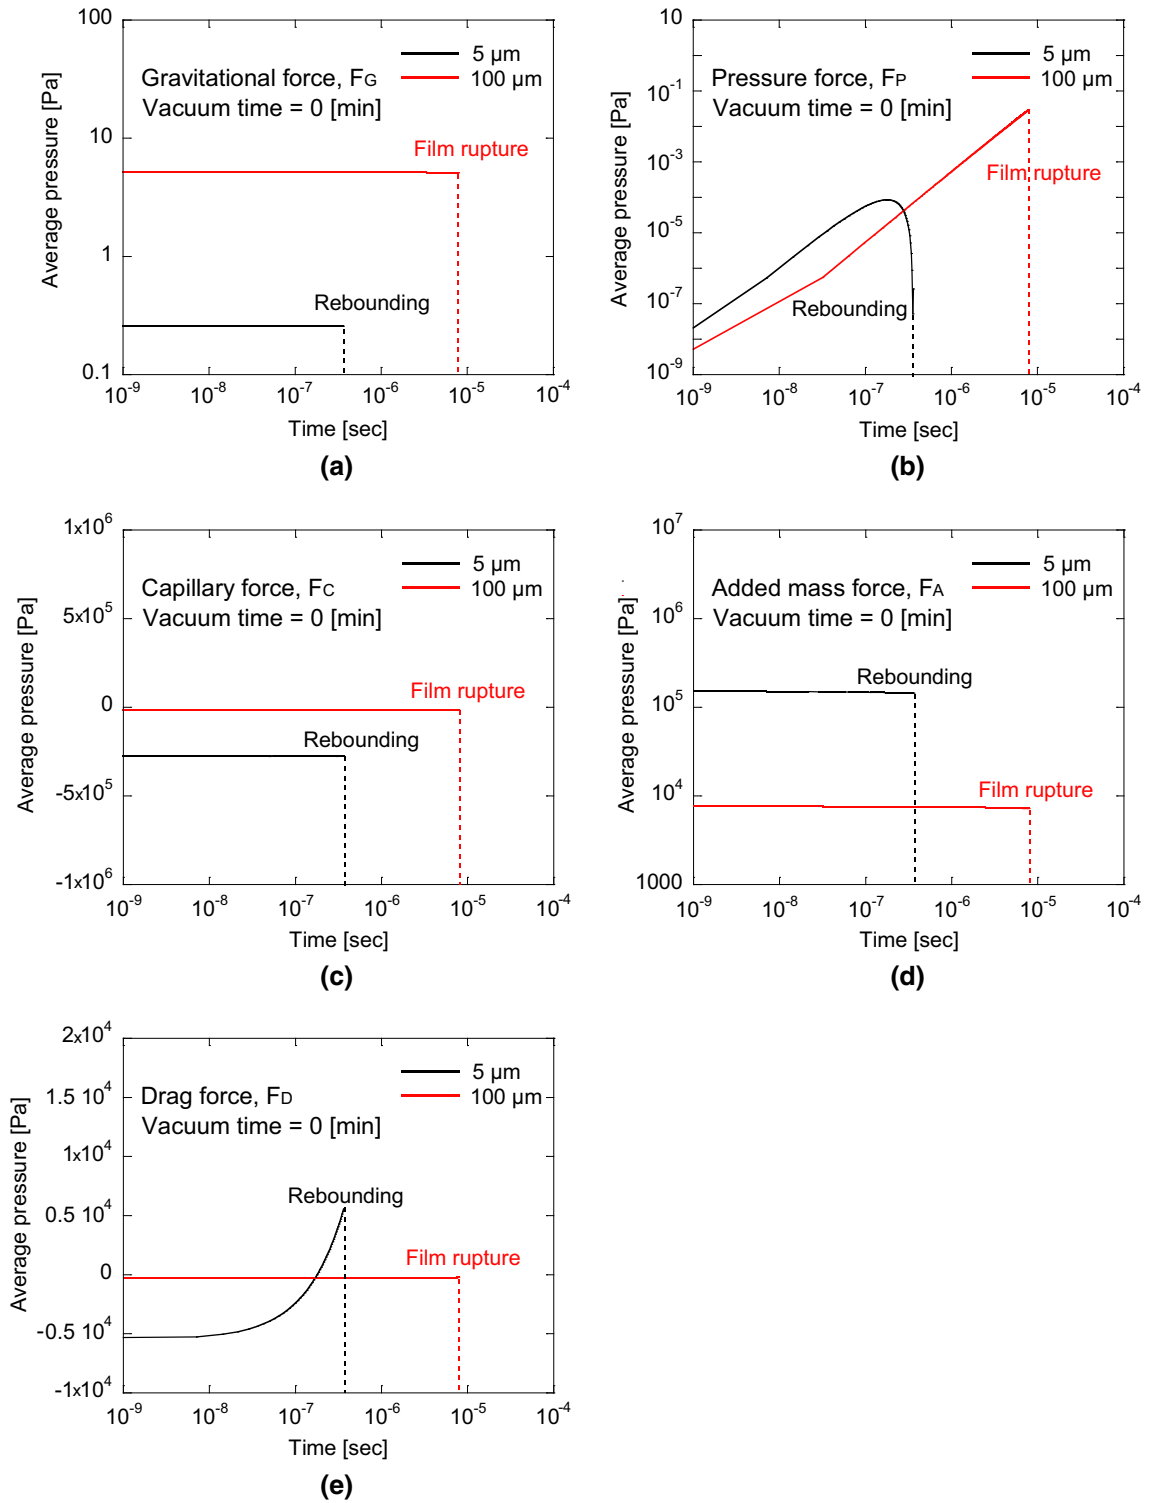 100
10
1
0.1
Average pressure [Pa]
Gravitational force, FG
Vacuum time = 0 [min]
5 µm
100 µm
Film rupture
Rebounding
10-9 10-8 10-7 10-6 10-5 10-4
Time [sec]
(a)
10
10-1
10-3
10-5
10-7
10-9
Average pressure [Pa]
Pressure force, FP
Vacuum time = 0 [min]
5 µm
100 µm
Film rupture
Rebounding
10-9 10-8 10-7 10-6 10-5 10-4
Time [sec]
(b)
1x106
5x105
0
-5x105
-1x106
Average pressure [Pa]
Capillary force, FC
Vacuum time = 0 [min]
5 µm
100 µm
Film rupture
Rebounding
10-9 10-8 10-7 10-6 10-5 10-4
Time [sec]
(c)
107
106
105
104
1000
Average pressure [Pa]
Added mass force, FA
Vacuum time = 0 [min]
5 µm
100 µm
Rebounding
Film rupture
10-9 10-8 10-7 10-6 10-5 10-4
Time [sec]
(d)
2x104
1.5 104
1x104
0.5 104
0
-0.5 104
-1x104
Average pressure [Pa]
Drag force, FD
Vacuum time = 0 [min]
5 µm
100 µm
Rebounding
Film rupture
10-9 10-8 10-7 10-6 10-5 10-4
Time [sec]
(e)